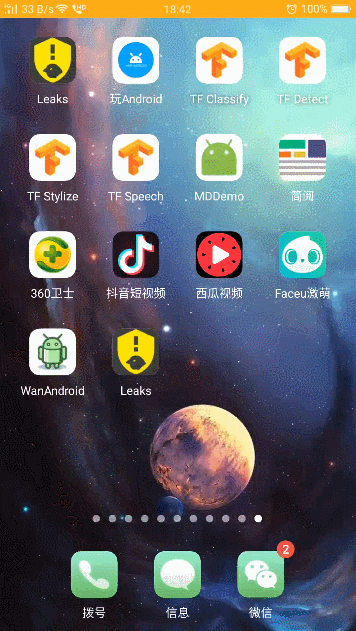 33 B/s HD 18:42 100%
Leaks 玩Android TF Classify TF Detect
TF Stylize TF Speech MDDemo 简阅
360卫士 抖音短视频 西瓜视频 Faceu激萌
WanAndroid Leaks
2
拨号 信息 微信